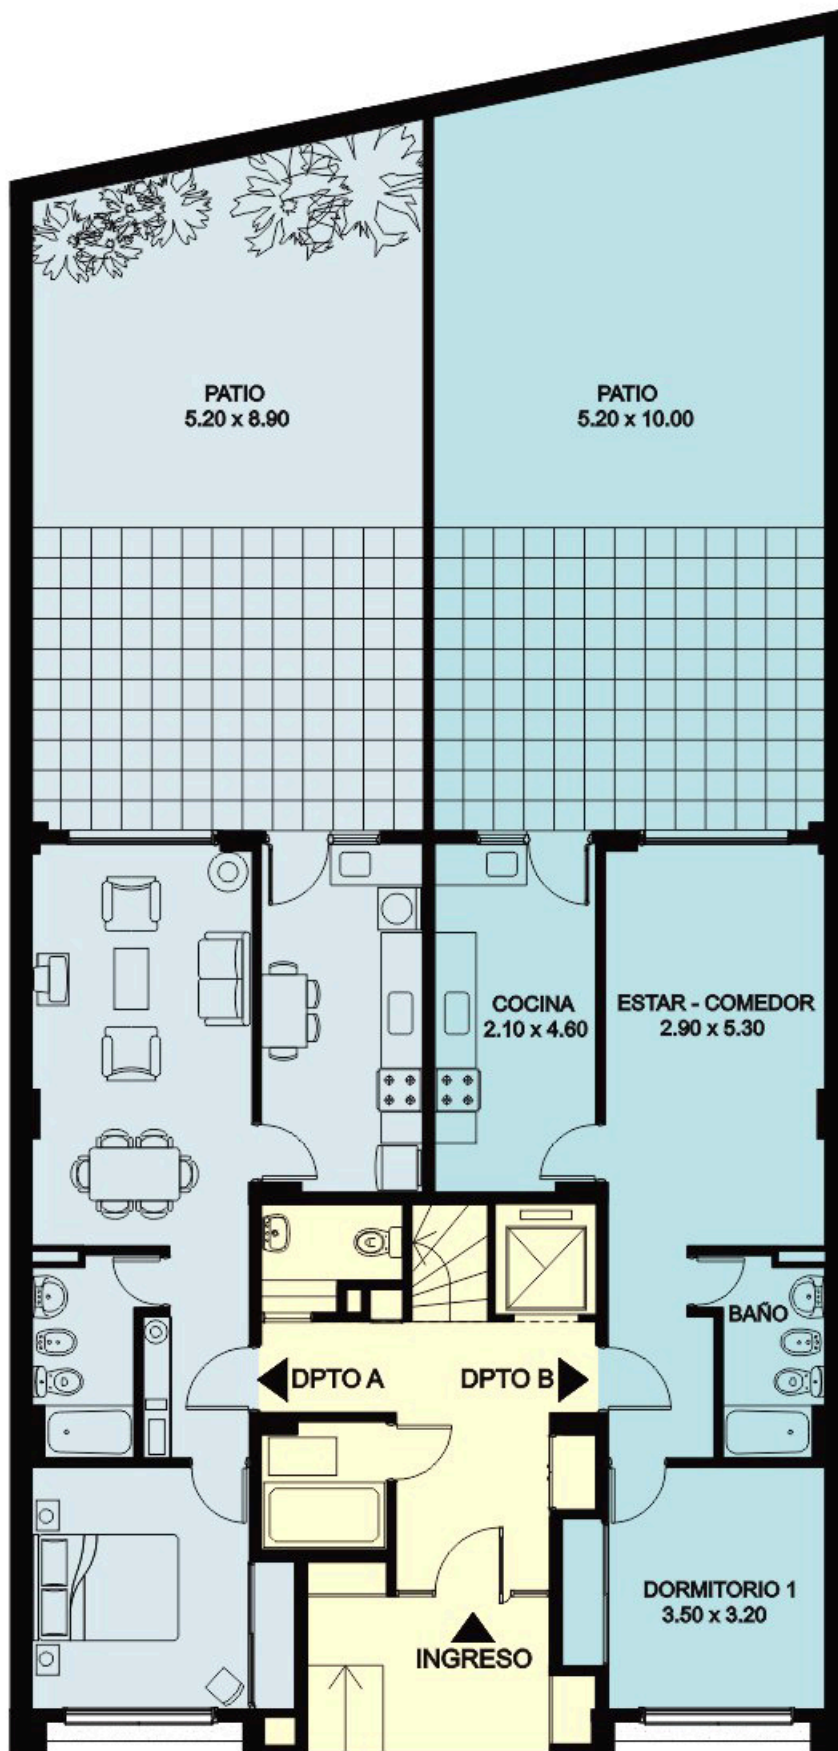 PATIO
5.20 x 8.90
PATIO
5.20 x 10.00
COCINA
2.10 x 4.60
ESTAR - COMEDOR
2.90 x 5.30
BAÑO
DPTO A
DPTO B
DORMITORIO 1
3.50 x 3.20
INGRESO